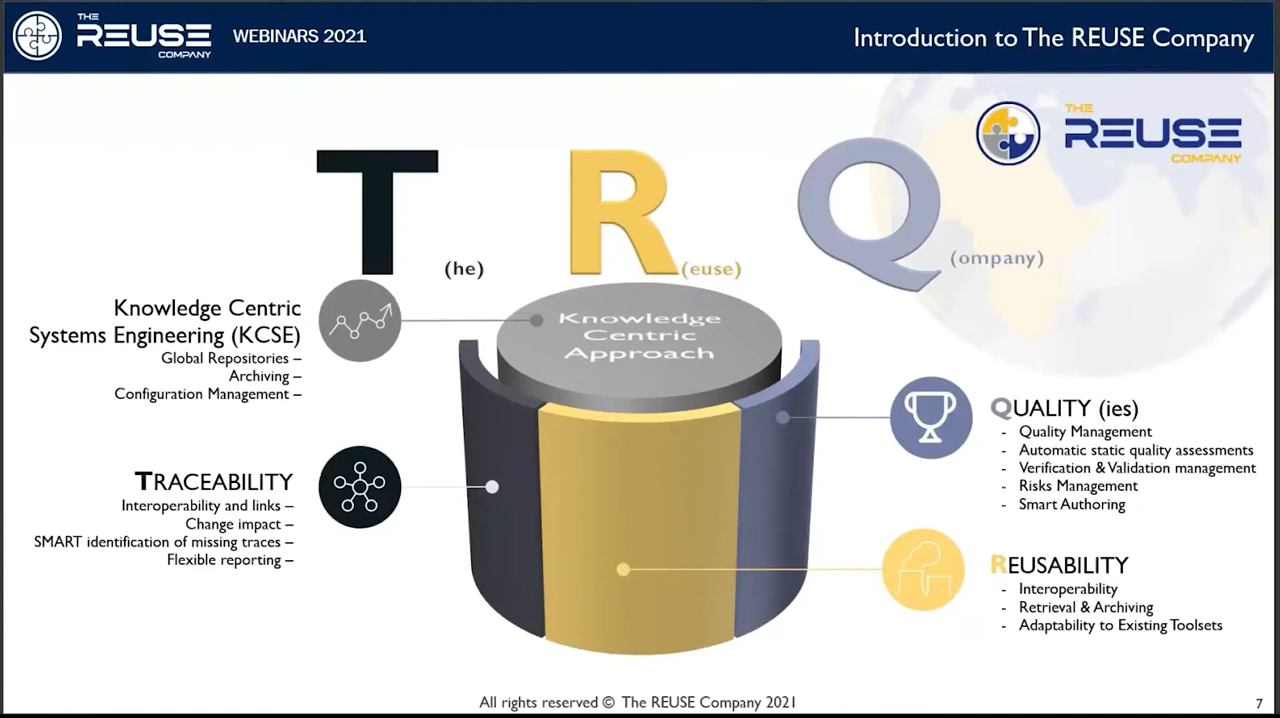 THE
REUSE
COMPANY
WEBINARS 2021
Introduction to The REUSE Company
THE
REUSE
COMPANY
T (he)
R (euse)
Q (ompany)
Knowledge Centric
Systems Engineering (KCSE)
Global Repositories –
Archiving –
Configuration Management –
Knowledge
Centric
Approach
TRACEABILITY
Interoperability and links –
Change impact –
SMART identification of missing traces –
Flexible reporting –
QUALITY (ies)
- Quality Management
- Automatic static quality assessments
- Verification & Validation management
- Risks Management
- Smart Authoring
REUSABILITY
- Interoperability
- Retrieval & Archiving
- Adaptability to Existing Toolsets
All rights reserved © The REUSE Company 2021
7